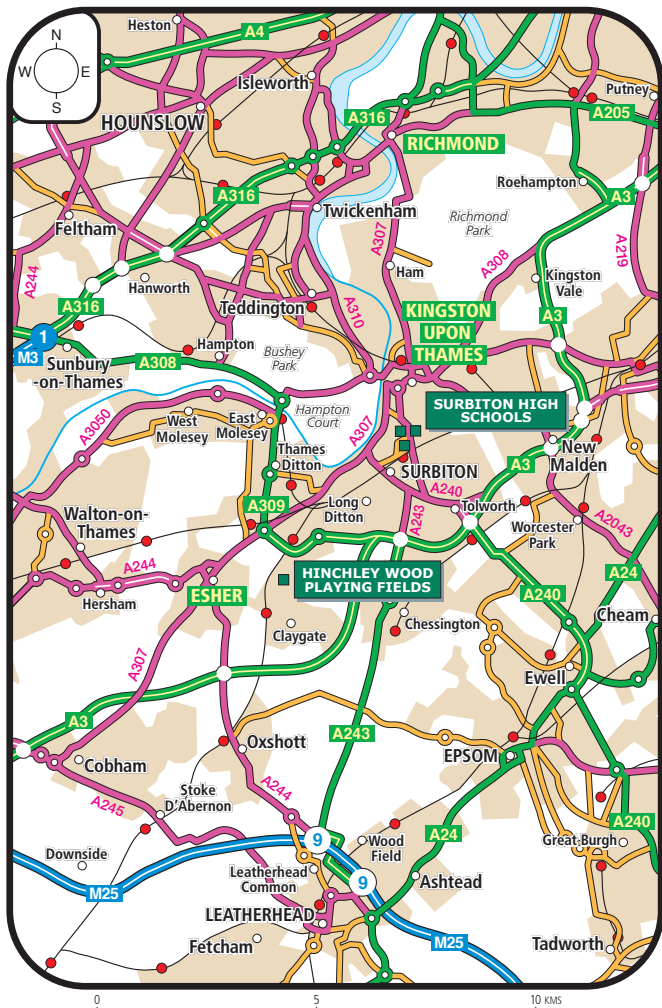 N
W E
S
Heston
A4
Isleworth
Putney
HOUNSLOW
A316
A205
RICHMOND
Roehampton
A316
A3
Twickenham
Richmond
Park
Feltham
A307
A308
A219
A244
Ham
Hanworth
Kingston
Vale
A316
Teddington
A310
KINGSTON
UPON
THAMES
A3
1
M3
Hampton
Bushey
Park
Sunbury
-on-Thames
A308
SURBITON HIGH
SCHOOLS
A3050
West
Molesey
East
Molesey
Hampton
Court
A307
Thames
Ditton
New
Malden
SURBITON
A3
A240
A309
Long
Ditton
A243
Tolworth
Walton-on-
Thames
Worcester
Park
A2043
A244
Hersham
ESHER
HINCHLEY WOOD
PLAYING FIELDS
A24
A240
Cheam
Claygate
Chessington
A307
Ewell
A3
A243
Oxshott
EPSOM
Cobham
A244
Stoke
D'Abernon
A245
A240
A24
9
Wood
Field
Great Burgh
Downside
Leatherhead
Common
9
Ashtead
M25
LEATHERHEAD
Fetcham
M25
Tadworth
0 5 10 KMS